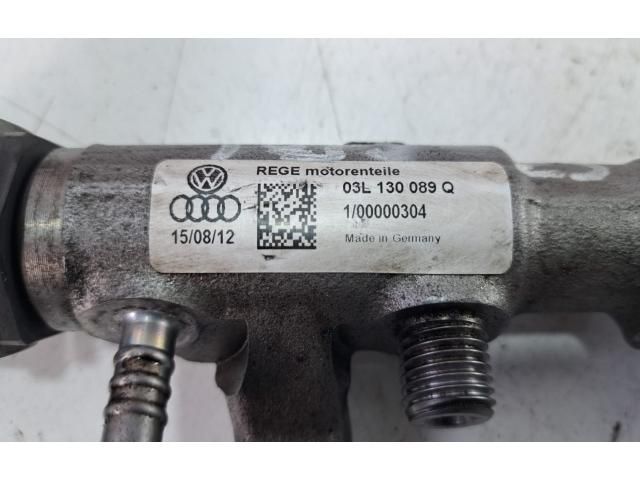 REGE motorenteile
03L 130 089 Q
1/00000304
15/08/12
Made in Germany